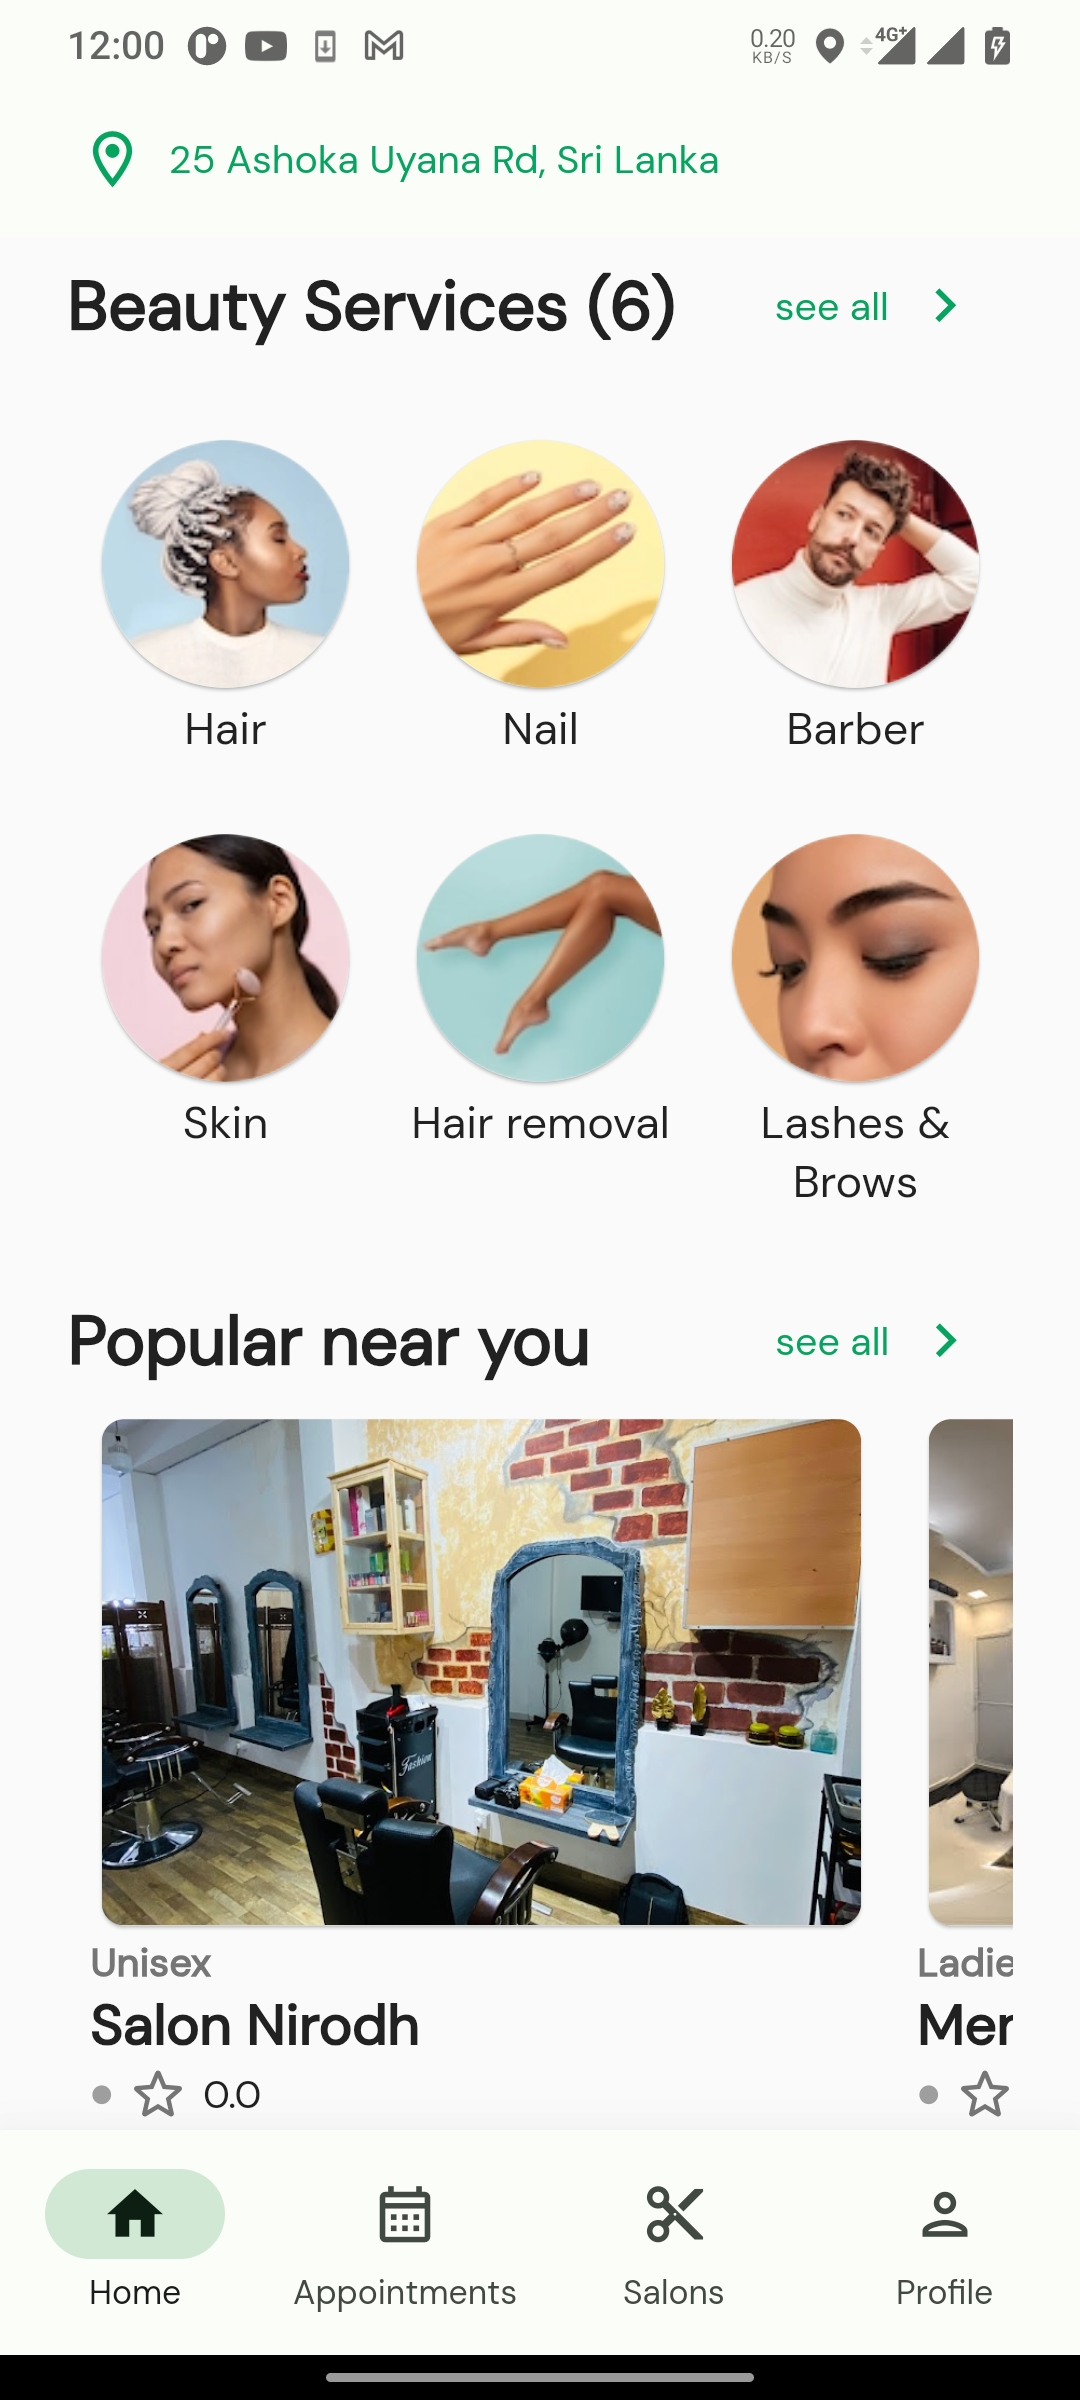 12:00
0.20
KB/S
4G+
25 Ashoka Uyana Rd, Sri Lanka
Beauty Services (6)
see all
Hair
Nail
Barber
Skin
Hair removal
Lashes &
Brows
Popular near you
see all
Fashion
Unisex
Ladie
Salon Nirodh
Mer
0.0
Home
Appointments
Salons
Profile